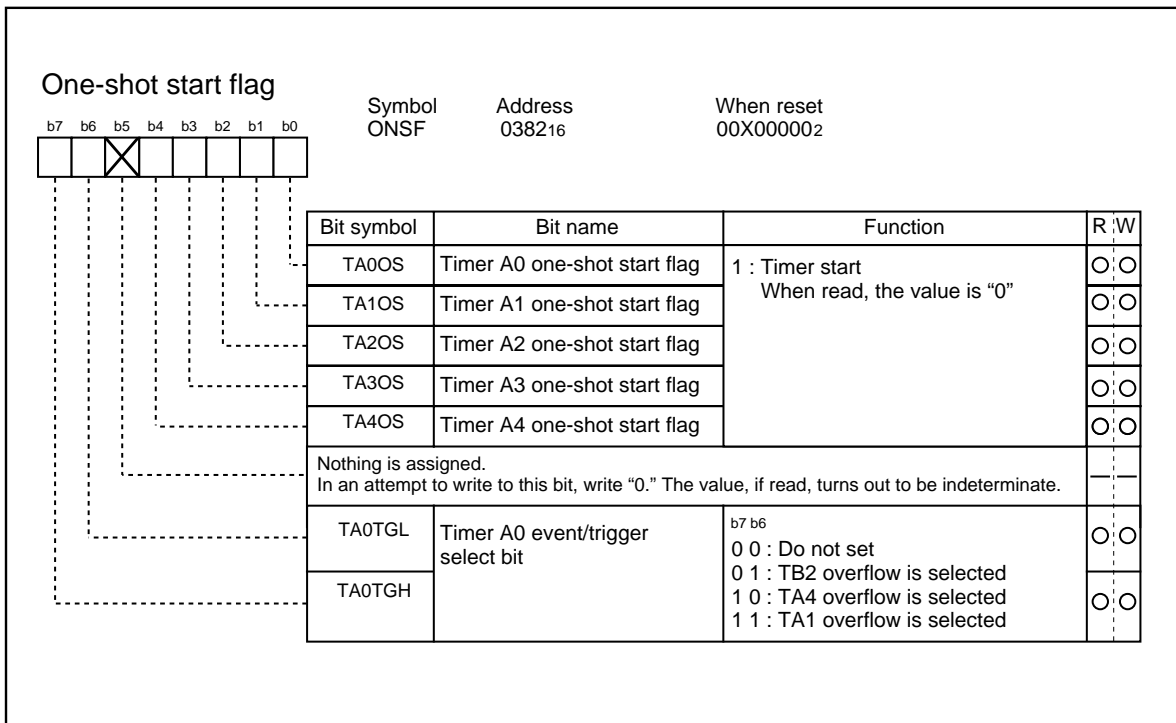 One-shot start flag
Symbol Address When reset
ONSF 038216 00X000002
b7 b6 b5 b4 b3 b2 b1 b0
Bit symbol Bit name Function R W
TA0OS Timer A0 one-shot start flag 1 : Timer start
When read, the value is “0”
TA1OS Timer A1 one-shot start flag
TA2OS Timer A2 one-shot start flag
TA3OS Timer A3 one-shot start flag
TA4OS Timer A4 one-shot start flag
Nothing is assigned.
In an attempt to write to this bit, write “0.” The value, if read, turns out to be indeterminate.
TA0TGL Timer A0 event/trigger
select bit
b7 b6
0 0 : Do not set
0 1 : TB2 overflow is selected
TA0TGH 1 0 : TA4 overflow is selected
1 1 : TA1 overflow is selected